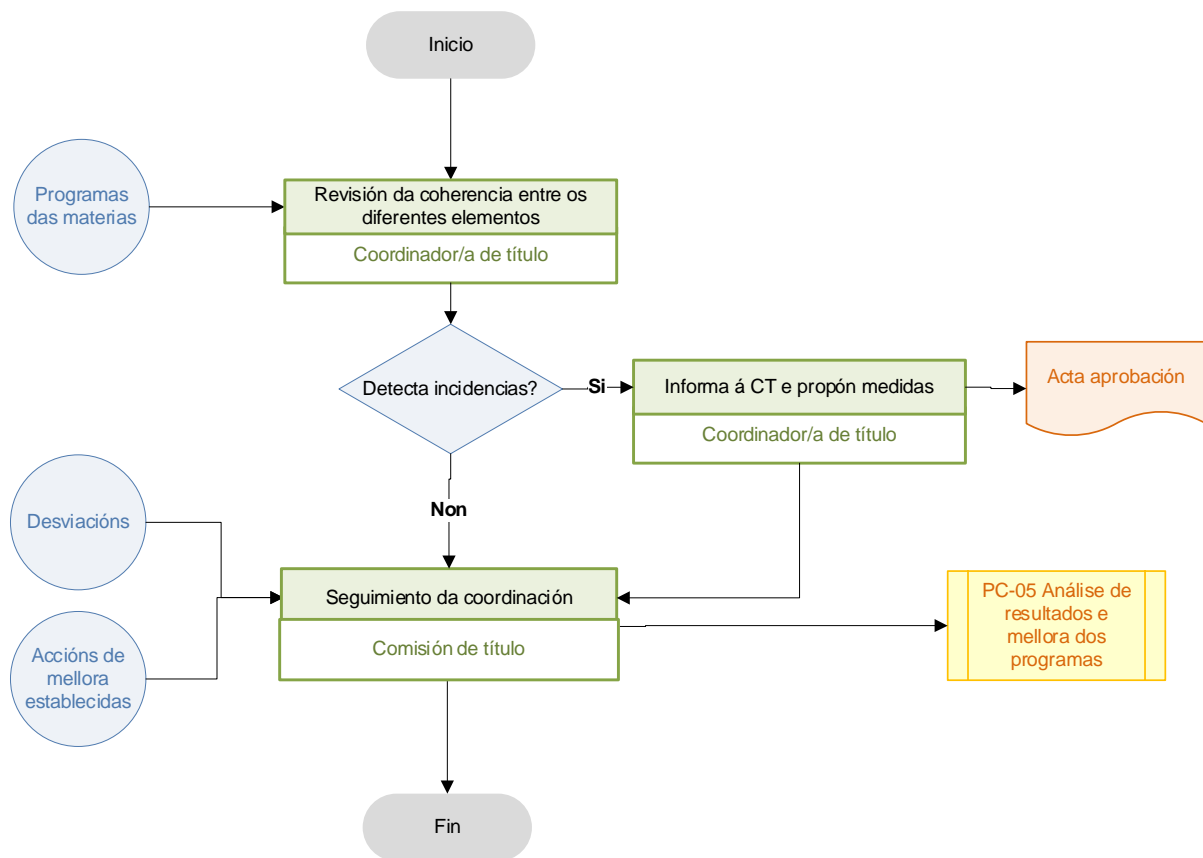 Inicio
Programas
das materias
Revisión da coherencia entre os
diferentes elementos
Coordinador/a de título
Detecta incidencias?
Si
Informa á CT e propón medidas
Coordinador/a de título
Acta aprobación
Non
Desviacións
Accións de
mellora
establecidas
Seguimiento da coordinación
Comisión de título
PC-05 Análise de
resultados e
mellora dos
programas
Fin